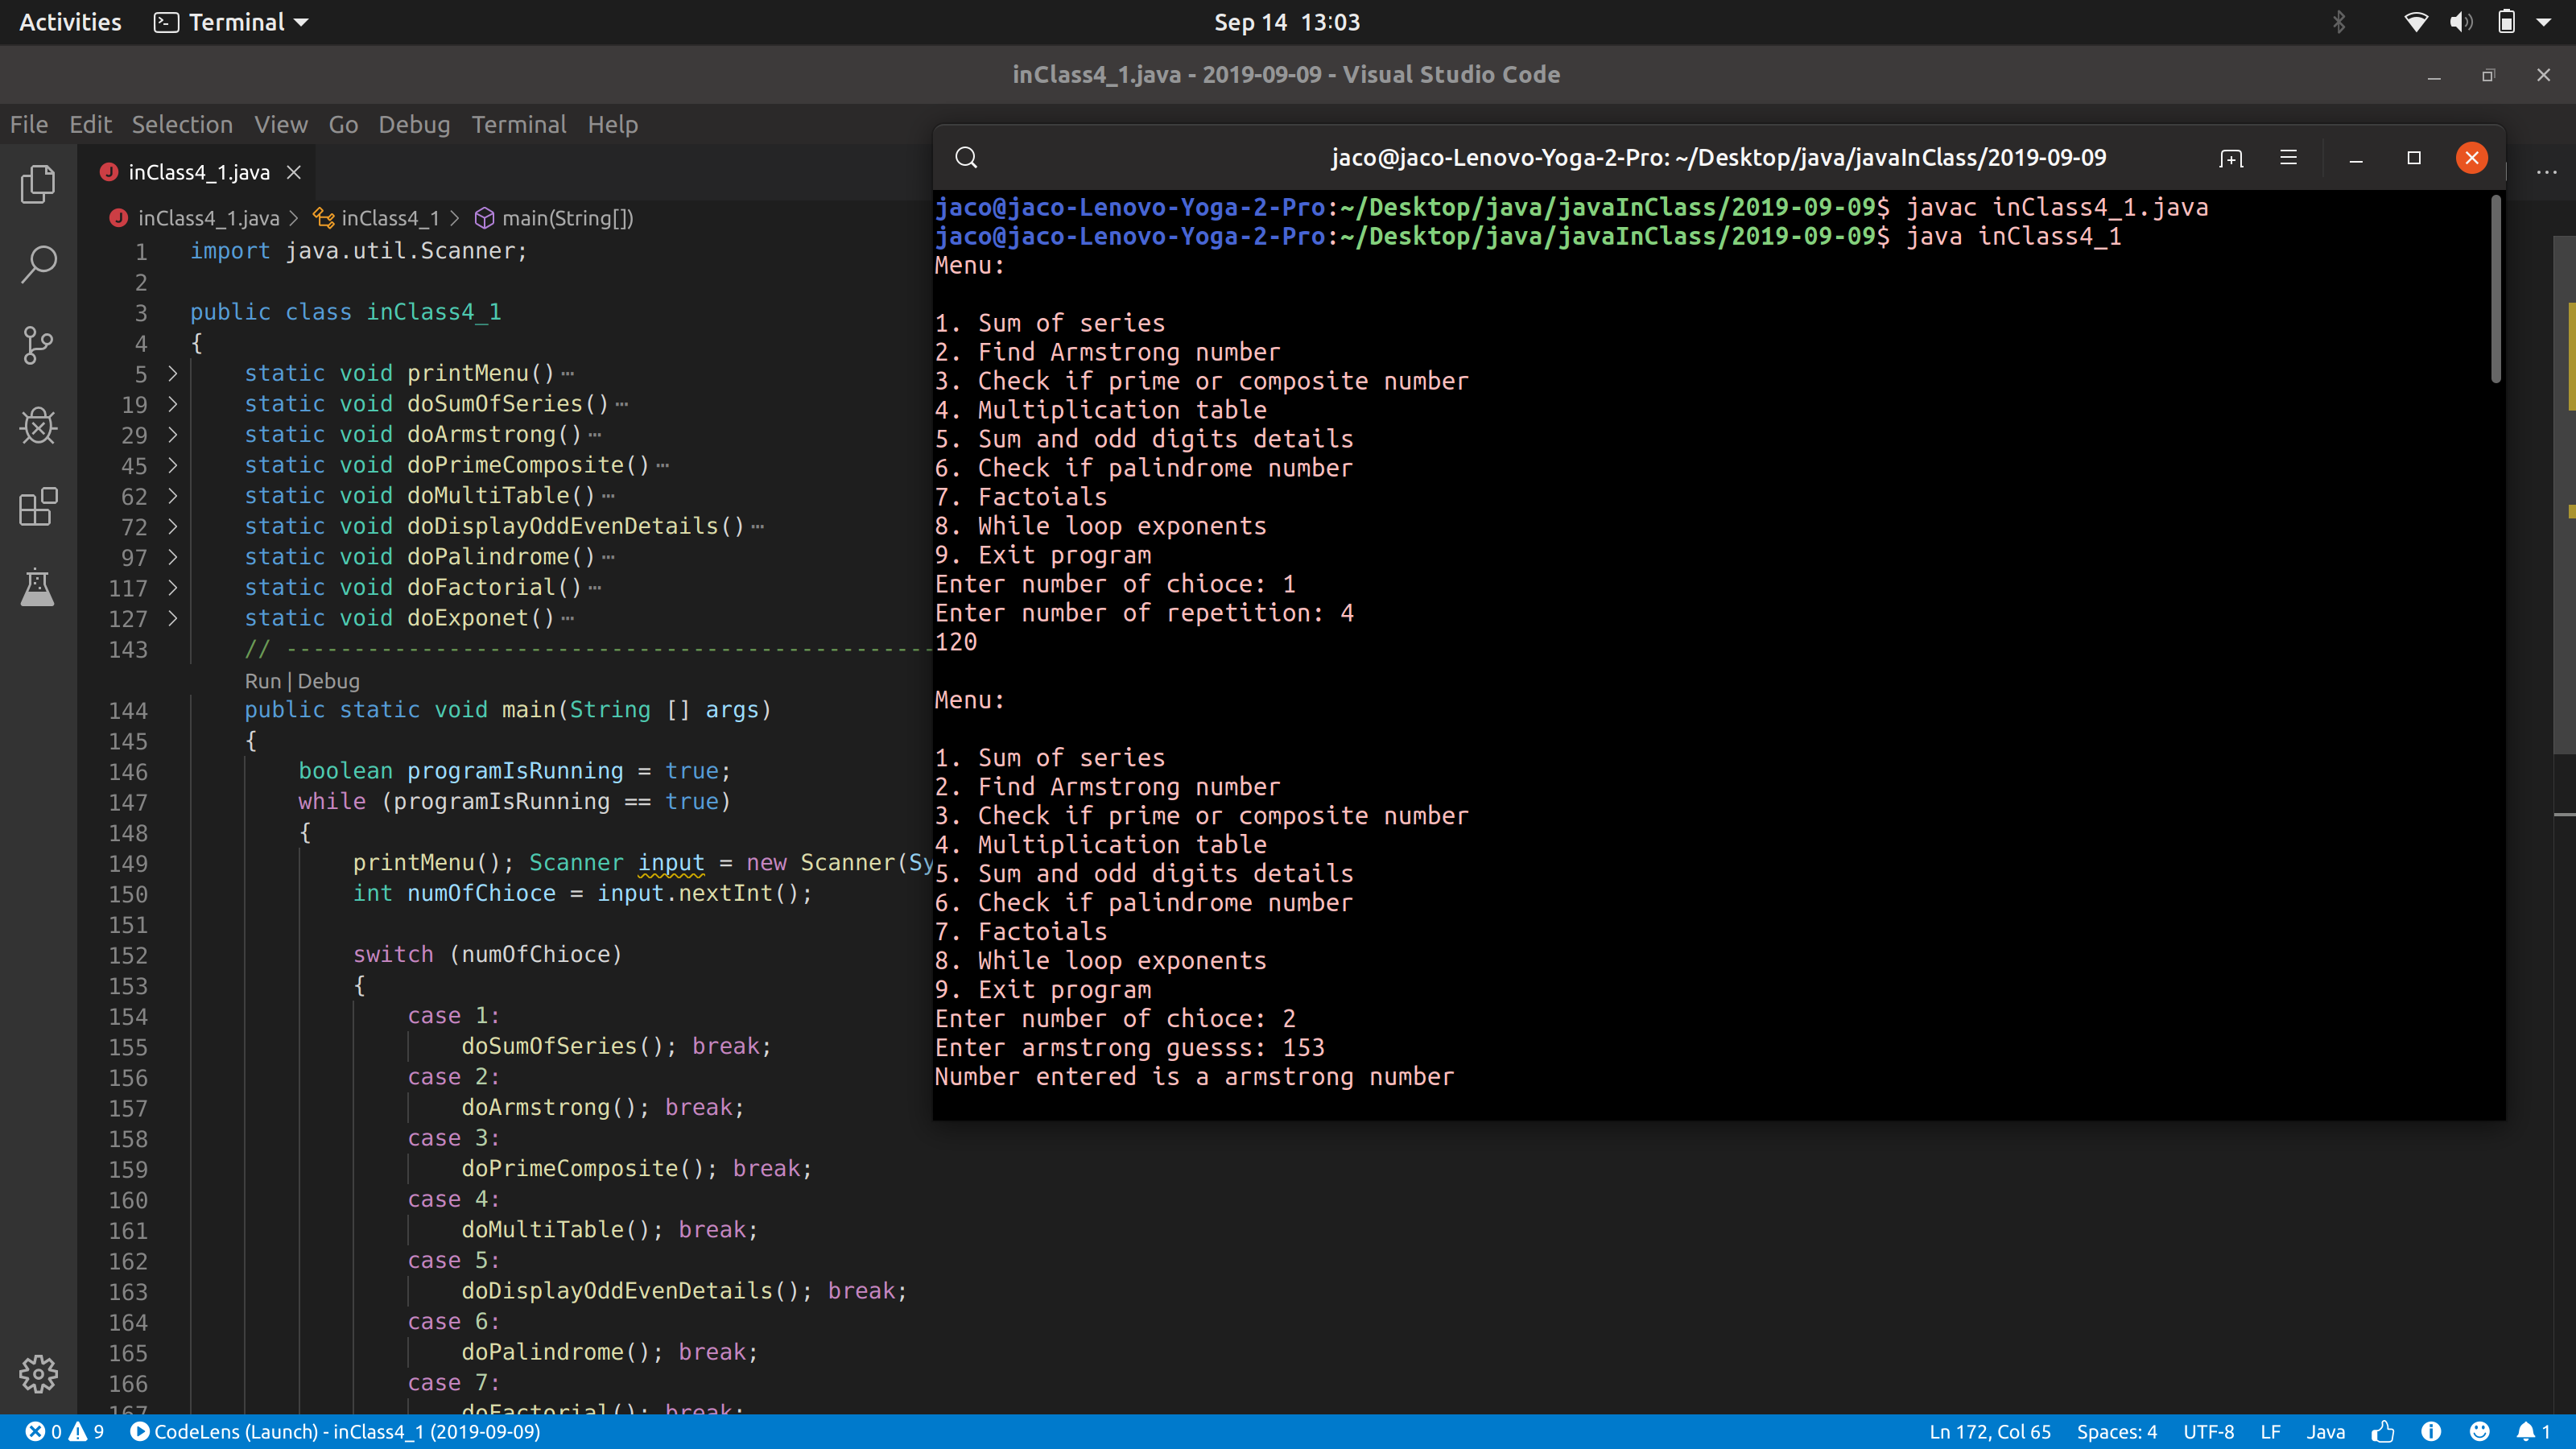 Activities Terminal Sep 14 13:03
inClass4_1.java - 2019-09-09 - Visual Studio Code
File Edit Selection View Go Debug Terminal Help
inClass4_1.java
inClass4_1.java > inClass4_1 > main(String[])
1 import java.util.Scanner;
2
3 public class inClass4_1
4 {
5 static void printMenu()
19 static void doSumOfSeries()
29 static void doArmstrong()
45 static void doPrimeComposite()
62 static void doMultiTable()
72 static void doDisplayOddEvenDetails()
97 static void doPalindrome()
117 static void doFactorial()
127 static void doExponet()
143 // ------------------------------------------------
Run | Debug
144 public static void main(String [] args)
145 {
146 boolean programIsRunning = true;
147 while (programIsRunning == true)
148 {
149 printMenu(); Scanner input = new Scanner(Sy
150 int numOfChioce = input.nextInt();
151
152 switch (numOfChioce)
153 {
154 case 1:
155 doSumOfSeries(); break;
156 case 2:
157 doArmstrong(); break;
158 case 3:
159 doPrimeComposite(); break;
160 case 4:
161 doMultiTable(); break;
162 case 5:
163 doDisplayOddEvenDetails(); break;
164 case 6:
165 doPalindrome(); break;
166 case 7:
167 doFactorial(); break;
jaco@jaco-Lenovo-Yoga-2-Pro: ~/Desktop/java/javaInClass/2019-09-09
jaco@jaco-Lenovo-Yoga-2-Pro:~/Desktop/java/javaInClass/2019-09-09$ javac inClass4_1.java
jaco@jaco-Lenovo-Yoga-2-Pro:~/Desktop/java/javaInClass/2019-09-09$ java inClass4_1
Menu:
1. Sum of series
2. Find Armstrong number
3. Check if prime or composite number
4. Multiplication table
5. Sum and odd digits details
6. Check if palindrome number
7. Factoials
8. While loop exponents
9. Exit program
Enter number of chioce: 1
Enter number of repetition: 4
120
Menu:
1. Sum of series
2. Find Armstrong number
3. Check if prime or composite number
4. Multiplication table
5. Sum and odd digits details
6. Check if palindrome number
7. Factoials
8. While loop exponents
9. Exit program
Enter number of chioce: 2
Enter armstrong guesss: 153
Number entered is a armstrong number
0 9 CodeLens (Launch) - inClass4_1 (2019-09-09) Ln 172, Col 65 Spaces: 4 UTF-8 LF Java 1